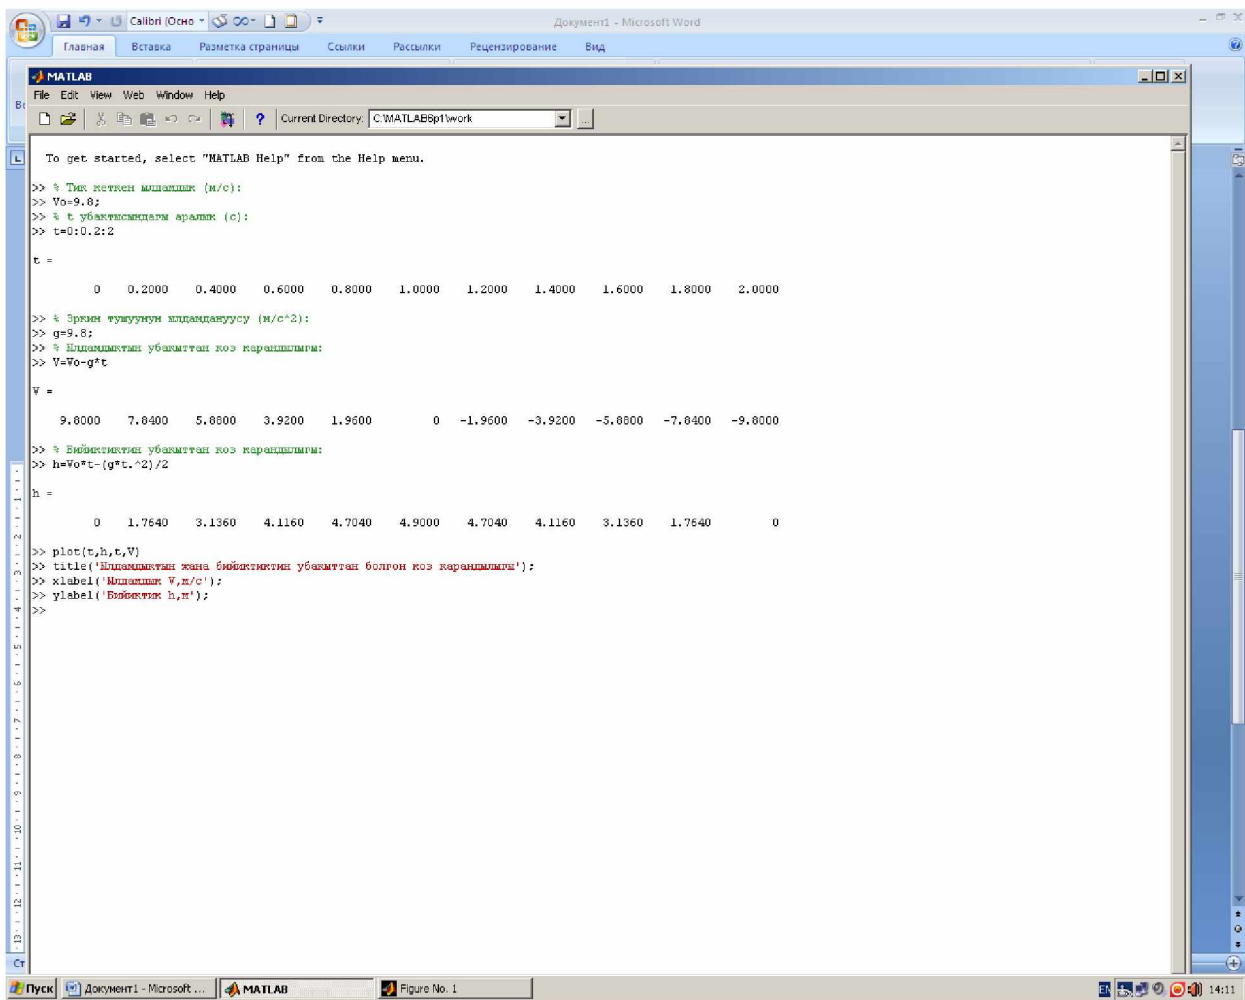 Calibri (Осно
Документ1 - Microsoft Word
Главная Вставка Разметка страницы Ссылки Рассылки Рецензирование Вид
MATLAB
File Edit View Web Window Help
Current Directory: C:\MATLAB6p1\work
To get started, select "MATLAB Help" from the Help menu.
>> % Тик кеткен ылдамдык (м/с):
>> Vo=9.8;
>> % t убактысындагы аралык (с):
>> t=0:0.2:2
t =
0 0.2000 0.4000 0.6000 0.8000 1.0000 1.2000 1.4000 1.6000 1.8000 2.0000
>> % Эркин тушуунун ылдамдануусу (м/с^2):
>> g=9.8;
>> % Ылдамдыктын убакыттан коз карандылыгы:
>> V=Vo-g*t
V =
9.8000 7.8400 5.8800 3.9200 1.9600 0 -1.9600 -3.9200 -5.8800 -7.8400 -9.8000
>> % Бийиктиктин убакыттан коз карандылыгы:
>> h=Vo*t-(g*t.^2)/2
h =
0 1.7640 3.1360 4.1160 4.7040 4.9000 4.7040 4.1160 3.1360 1.7640 0
>> plot(t,h,t,V)
>> title('Ылдамдыктын жана бийиктиктин убакыттан болгон коз карандылыгы');
>> xlabel('Ылдамдык V,м/с');
>> ylabel('Бийиктик h,м');
>>
Пуск Документ1 - Microsoft ... MATLAB Figure No. 1 EN 14:11